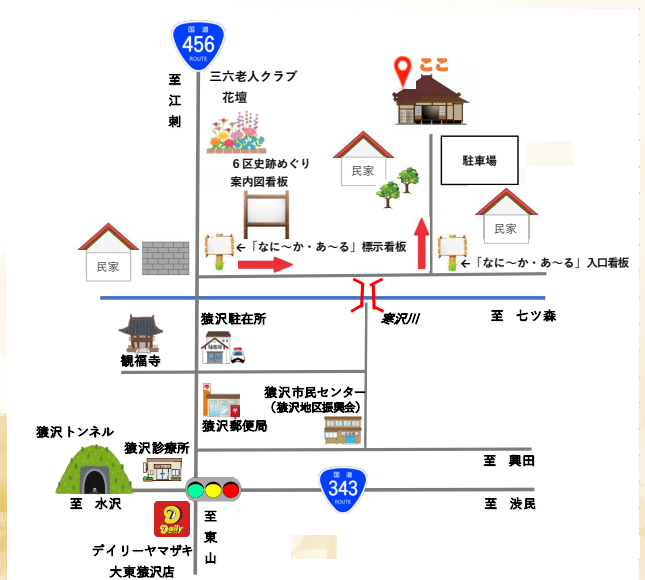 国道
456
ROUTE
至
江
刺
三六老人クラブ
花壇
ここ
駐車場
民家
6区史跡めぐり
案内図看板
民家
民家
←「なに～か・あ～る」標示看板
←「なに～か・あ～る」入口看板
猿沢駐在所
寒沢川
至 七ツ森
観福寺
猿沢市民センター
（猿沢地区振興会）
猿沢郵便局
猿沢トンネル
猿沢診療所
至 興田
国道
343
ROUTE
至 水沢
至 渋民
Daily
至
東
山
デイリーヤマザキ
大東猿沢店